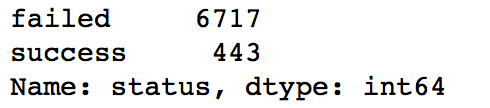 failed     6717
success     443
Name: status, dtype: int64